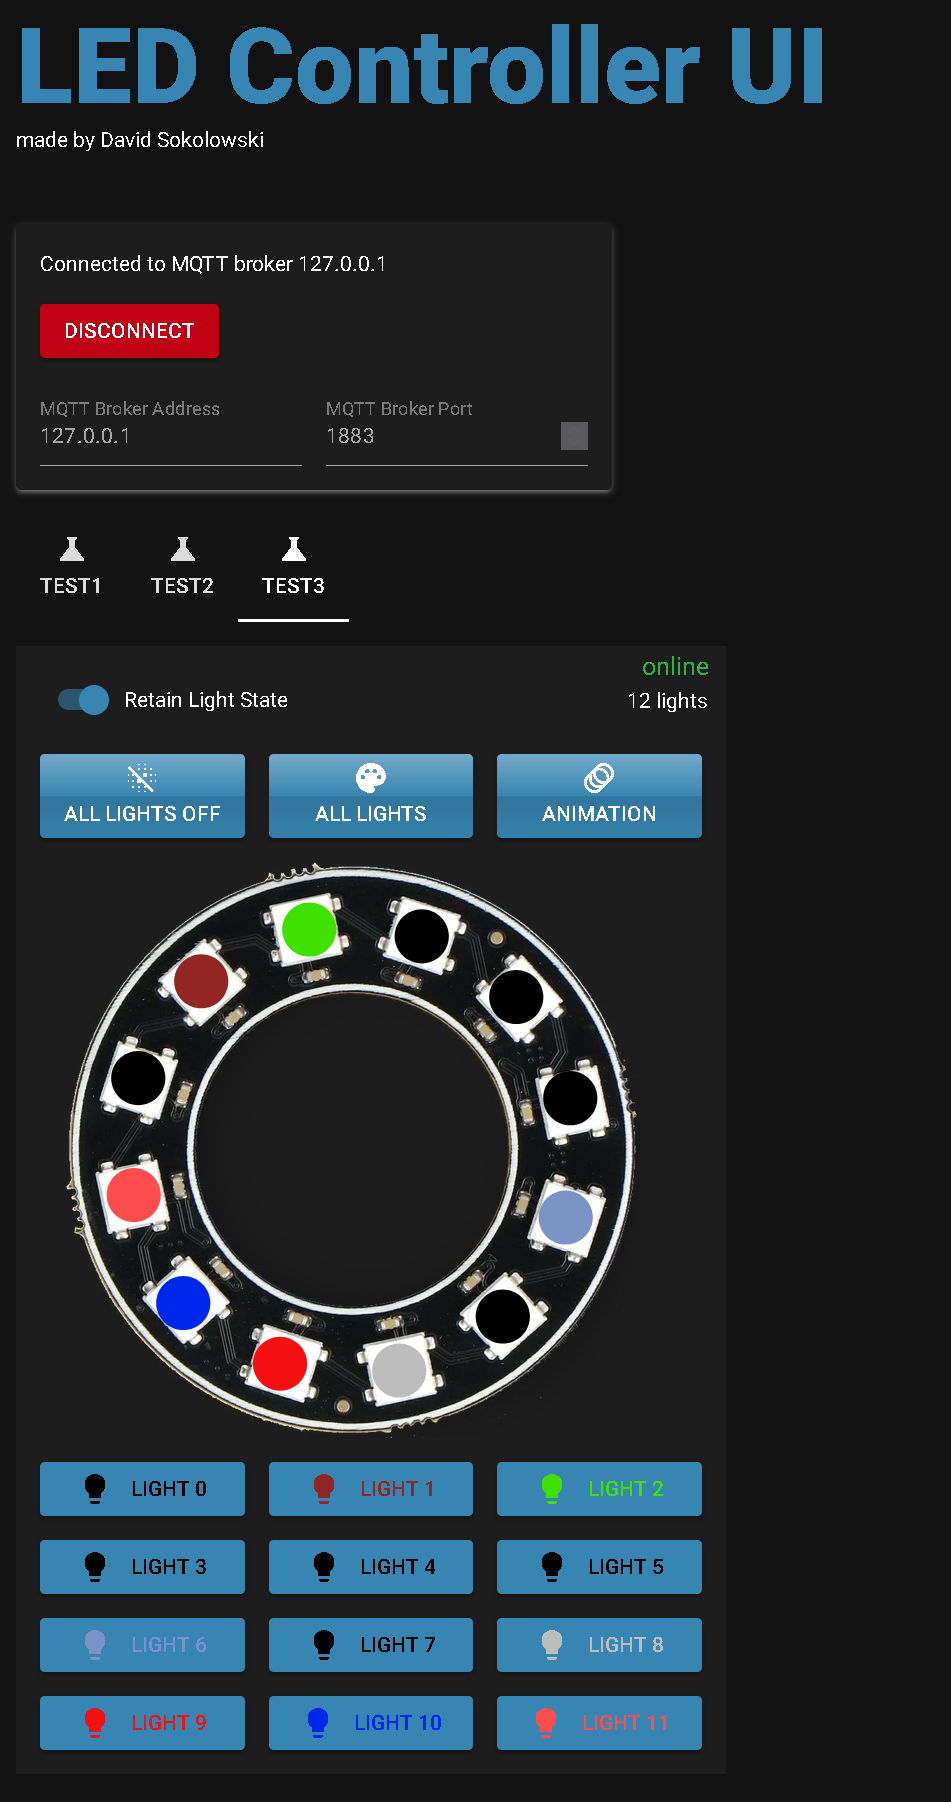 LED Controller UI
made by David Sokolowski
Connected to MQTT broker 127.0.0.1
DISCONNECT
MQTT Broker Address
MQTT Broker Port
127.0.0.1
1883
TEST1
TEST2
TEST3
online
Retain Light State
12 lights
ALL LIGHTS OFF
ALL LIGHTS
ANIMATION
LIGHT 0
LIGHT 1
LIGHT 2
LIGHT 3
LIGHT 4
LIGHT 5
LIGHT 6
LIGHT 7
LIGHT 8
LIGHT 9
LIGHT 10
LIGHT 11